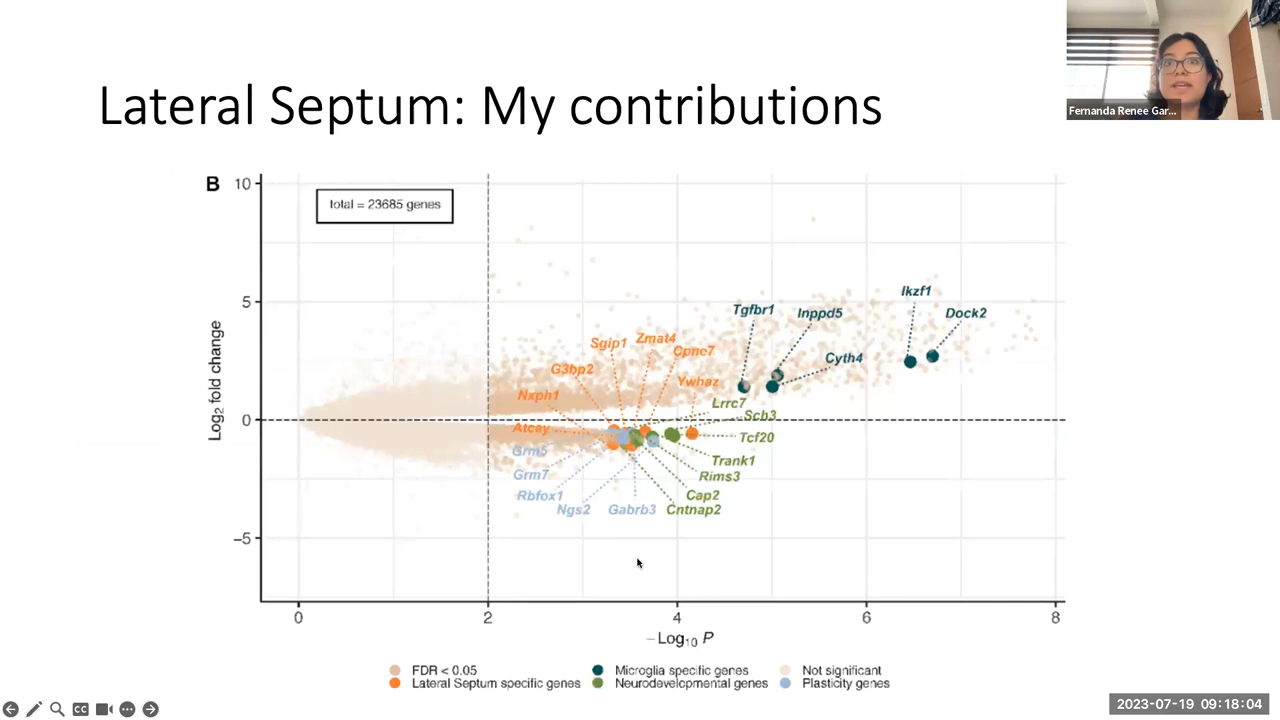 Fernanda Renee Gar...
Lateral Septum: My contributions
B
total = 23685 genes
10
5
0
−5
Log2 fold change
Ikzf1
Tgfbr1
Inppd5
Dock2
Sgip1
Zmat4
Cpne7
Cyth4
G3bp2
Ywhaz
Nxph1
Lrrc7
Scb3
Atcay
Tcf20
Grm5
Trank1
Grm7
Rims3
Rbfox1
Cap2
Ngs2
Gabrb3
Cntnap2
0
2
4
6
8
−Log10 P
FDR < 0.05
Microglia specific genes
Not significant
Lateral Septum specific genes
Neurodevelopmental genes
Plasticity genes
CC
2023-07-19 09:18:04